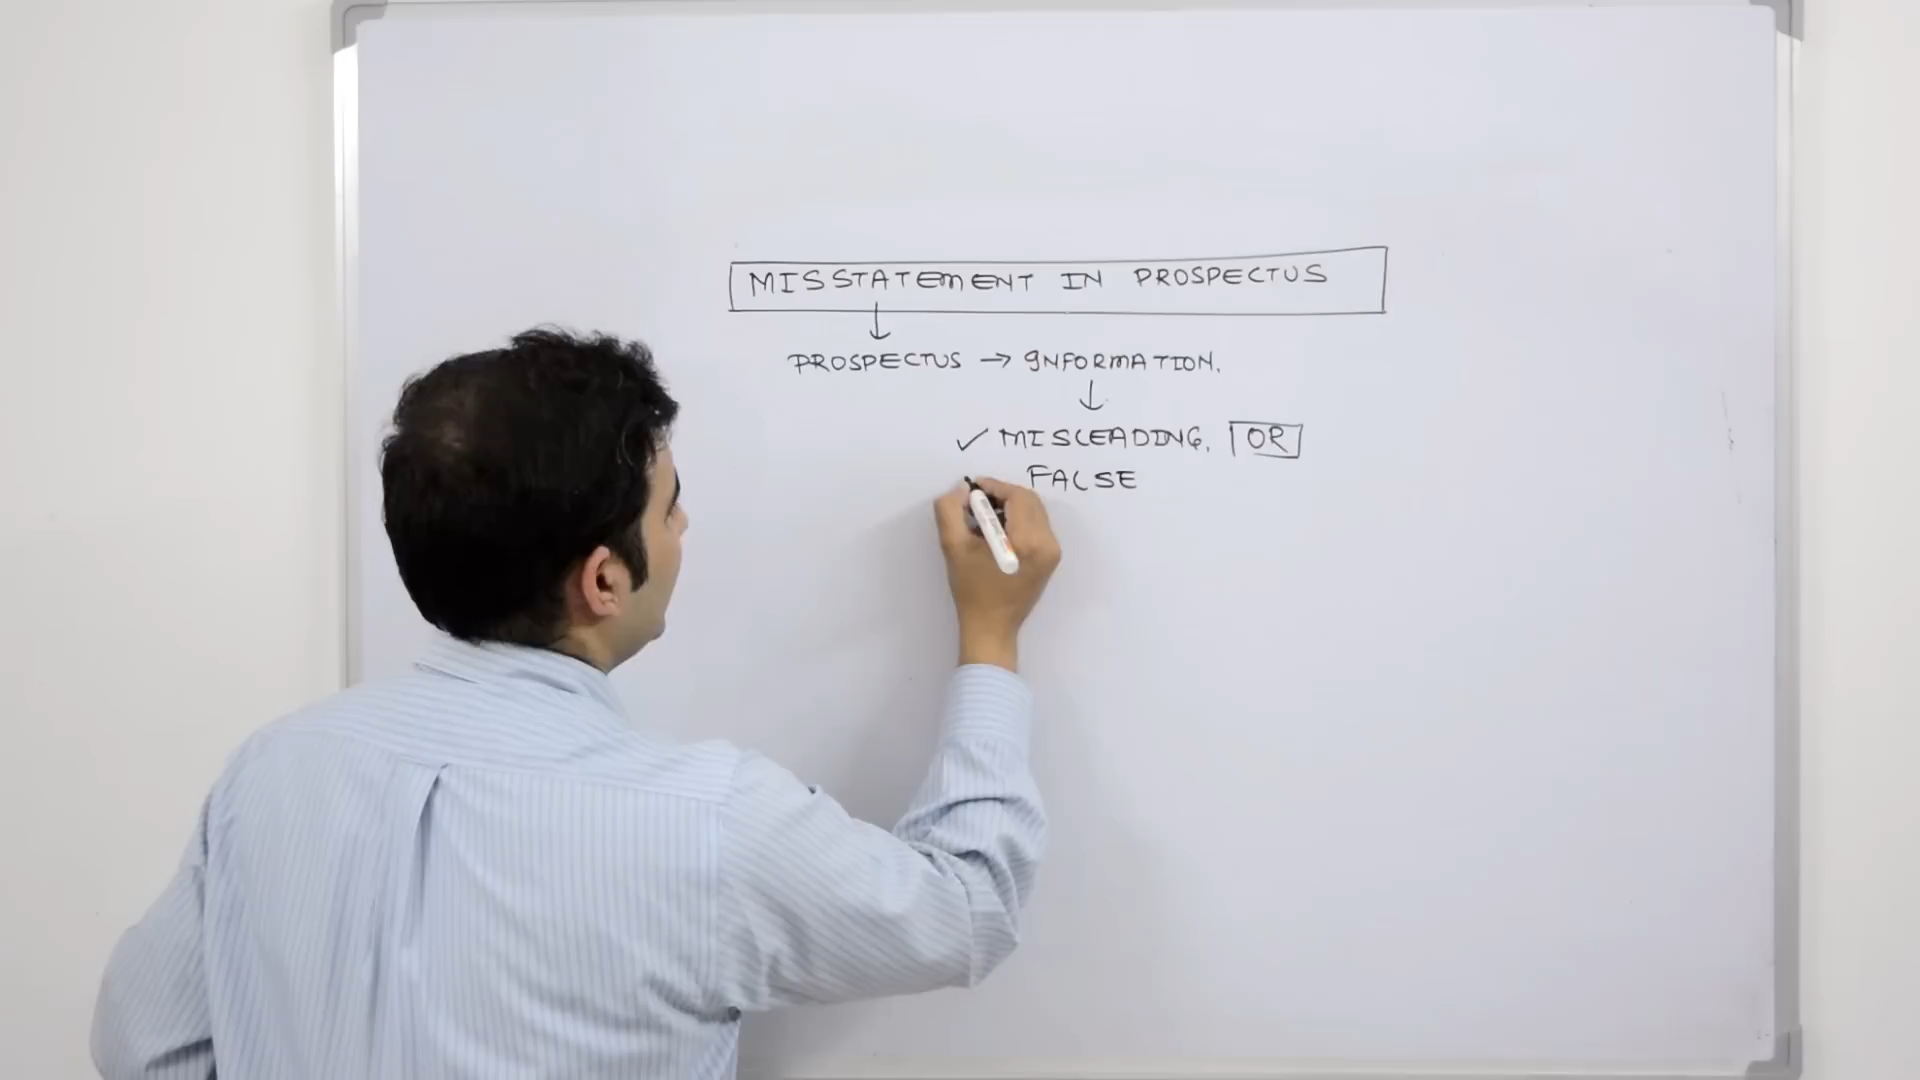 MISSTATEMENT IN PROSPECTUS
PROSPECTUS → INFORMATION.
✓ MISLEADING, OR
FALSE